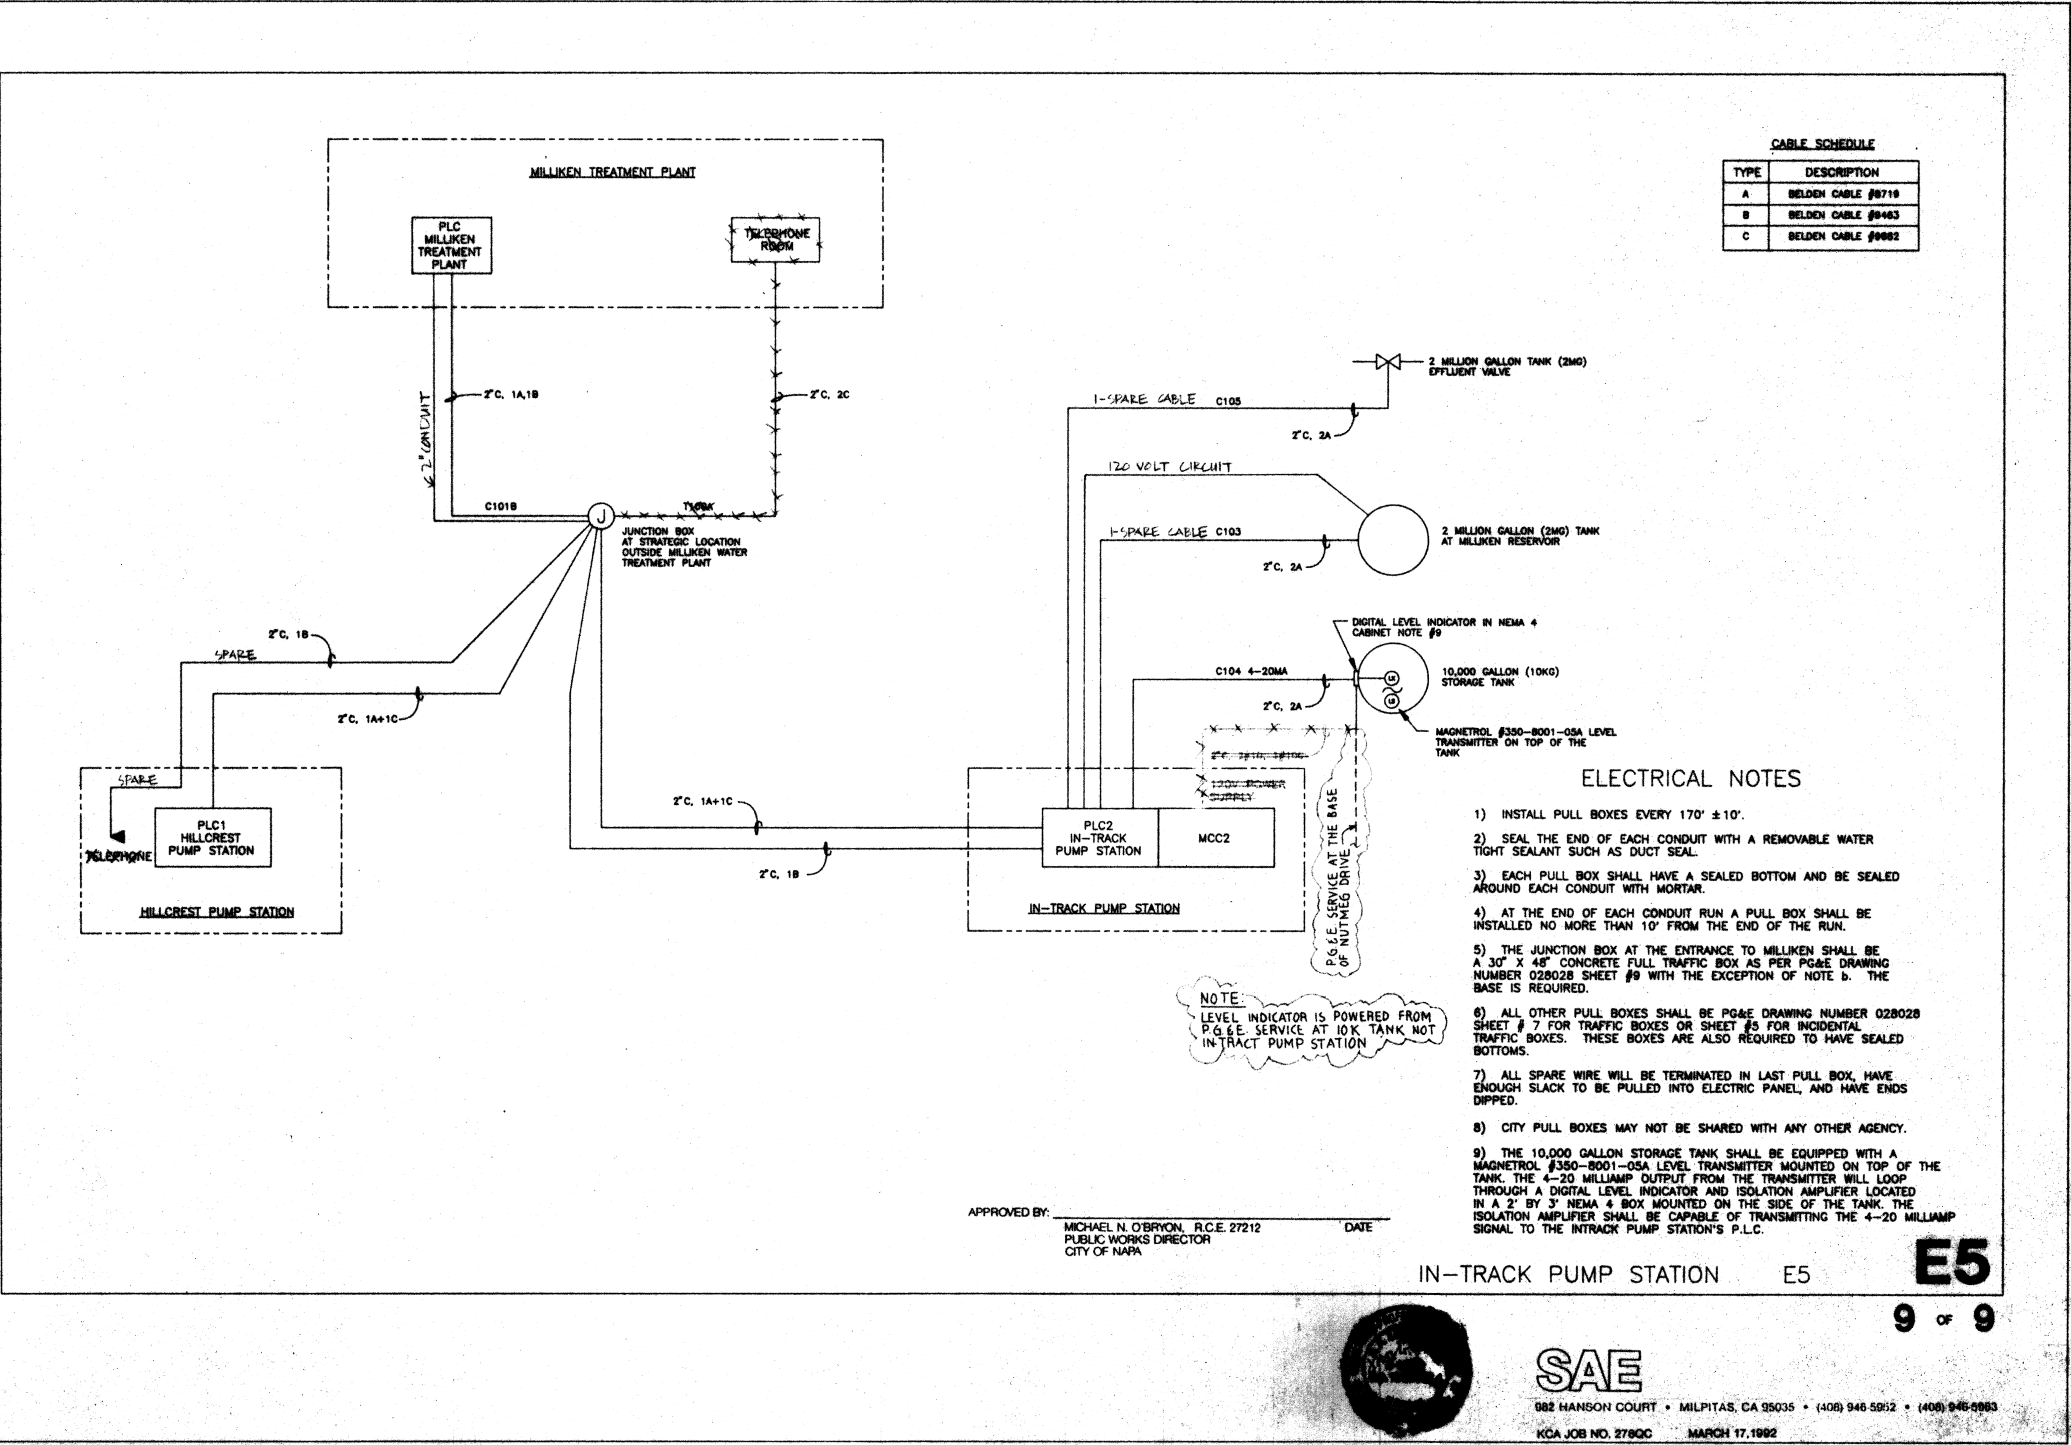 MILLIKEN TREATMENT PLANT
PLC
MILLIKEN
TREATMENT
PLANT
TELEPHONE
ROOM
CABLE SCHEDULE
TYPE DESCRIPTION
A BELDEN CABLE #8719
B BELDEN CABLE #9463
C BELDEN CABLE
2"C, 1A,1B
2"C, 2C
2" CONDUIT
C101B
J
JUNCTION BOX
AT STRATEGIC LOCATION
OUTSIDE MILLIKEN WATER
TREATMENT PLANT
2 MILLION GALLON TANK (2MG)
EFFLUENT VALVE
1-SPARE CABLE C105
2"C, 2A
120 VOLT CIRCUIT
1-SPARE CABLE C103
2"C, 2A
2 MILLION GALLON (2MG) TANK
AT MILLIKEN RESERVOIR
DIGITAL LEVEL INDICATOR IN NEMA 4
CABINET NOTE #9
C104 4-20MA
2"C, 2A
10,000 GALLON (10KG)
STORAGE TANK
MAGNETROL #350-8001-05A LEVEL
TRANSMITTER ON TOP OF THE
TANK
120V POWER
SUPPLY
P.G.&E. SERVICE AT THE BASE
OF NUTMEG DRIVE
2"C, 1B
SPARE
2"C, 1A+1C
SPARE
TELEPHONE
PLC1
HILLCREST
PUMP STATION
HILLCREST PUMP STATION
2"C, 1A+1C
2"C, 1B
PLC2
IN-TRACK
PUMP STATION
MCC2
IN-TRACK PUMP STATION
NOTE:
LEVEL INDICATOR IS POWERED FROM
P.G.&E. SERVICE AT 10K TANK NOT
IN-TRACT PUMP STATION
ELECTRICAL NOTES
1) INSTALL PULL BOXES EVERY 170' ±10'.
2) SEAL THE END OF EACH CONDUIT WITH A REMOVABLE WATER
TIGHT SEALANT SUCH AS DUCT SEAL.
3) EACH PULL BOX SHALL HAVE A SEALED BOTTOM AND BE SEALED
AROUND EACH CONDUIT WITH MORTAR.
4) AT THE END OF EACH CONDUIT RUN A PULL BOX SHALL BE
INSTALLED NO MORE THAN 10' FROM THE END OF THE RUN.
5) THE JUNCTION BOX AT THE ENTRANCE TO MILLIKEN SHALL BE
A 30" X 48" CONCRETE FULL TRAFFIC BOX AS PER PG&E DRAWING
NUMBER 028028 SHEET #9 WITH THE EXCEPTION OF NOTE b. THE
BASE IS REQUIRED.
6) ALL OTHER PULL BOXES SHALL BE PG&E DRAWING NUMBER 028028
SHEET # 7 FOR TRAFFIC BOXES OR SHEET #5 FOR INCIDENTAL
TRAFFIC BOXES. THESE BOXES ARE ALSO REQUIRED TO HAVE SEALED
BOTTOMS.
7) ALL SPARE WIRE WILL BE TERMINATED IN LAST PULL BOX, HAVE
ENOUGH SLACK TO BE PULLED INTO ELECTRIC PANEL, AND HAVE ENDS
DIPPED.
8) CITY PULL BOXES MAY NOT BE SHARED WITH ANY OTHER AGENCY.
9) THE 10,000 GALLON STORAGE TANK SHALL BE EQUIPPED WITH A
MAGNETROL #350-8001-05A LEVEL TRANSMITTER MOUNTED ON TOP OF THE
TANK. THE 4-20 MILLIAMP OUTPUT FROM THE TRANSMITTER WILL LOOP
THROUGH A DIGITAL LEVEL INDICATOR AND ISOLATION AMPLIFIER LOCATED
IN A 2' BY 3' NEMA 4 BOX MOUNTED ON THE SIDE OF THE TANK. THE
ISOLATION AMPLIFIER SHALL BE CAPABLE OF TRANSMITTING THE 4-20 MILLIAMP
SIGNAL TO THE INTRACK PUMP STATION'S P.L.C.
APPROVED BY:
MICHAEL N. O'BRYON, R.C.E. 27212 DATE
PUBLIC WORKS DIRECTOR
CITY OF NAPA
IN-TRACK PUMP STATION E5
E5
9 OF 9
SAE
982 HANSON COURT • MILPITAS, CA 95035 • (408) 946-5952 • (408) 946-5963
KCA JOB NO. 278QC MARCH 17,1992